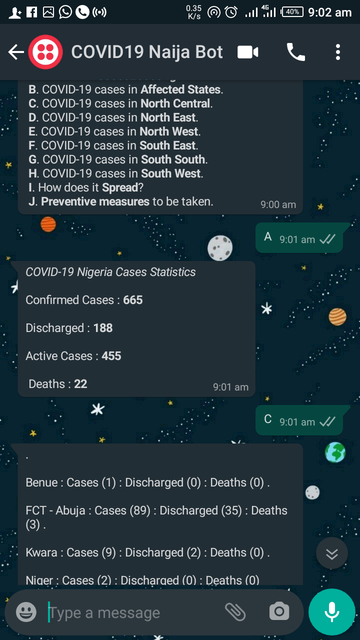 0.35
K/s
4G
40%
9:02 am
COVID19 Naija Bot
B. COVID-19 cases in Affected States.
C. COVID-19 cases in North Central.
D. COVID-19 cases in North East.
E. COVID-19 cases in North West.
F. COVID-19 cases in South East.
G. COVID-19 cases in South South.
H. COVID-19 cases in South West.
I. How does it Spread?
J. Preventive measures to be taken.
9:00 am
A 9:01 am
COVID-19 Nigeria Cases Statistics
Confirmed Cases : 665
Discharged : 188
Active Cases : 455
Deaths : 22
9:01 am
C 9:01 am
.
Benue : Cases (1) : Discharged (0) : Deaths (0) .
FCT - Abuja : Cases (89) : Discharged (35) : Deaths
(3) .
Kwara : Cases (9) : Discharged (2) : Deaths (0) .
Niger : Cases (2) : Discharged (0) : Deaths (0)
Type a message